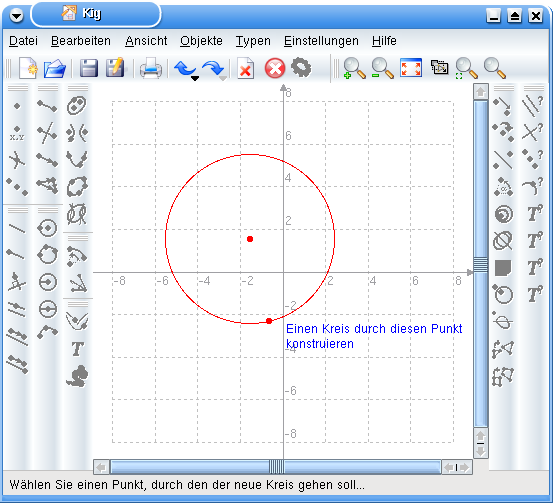 Kig
Datei Bearbeiten Ansicht Objekte Typen Einstellungen Hilfe
x,y
? ? ? T? T? T? T?
T
8
6
4
2
-8 -6 -4 -2 2 4 6 8
-2
Einen Kreis durch diesen Punkt
konstruieren
-4
-6
-8
Wählen Sie einen Punkt, durch den der neue Kreis gehen soll...